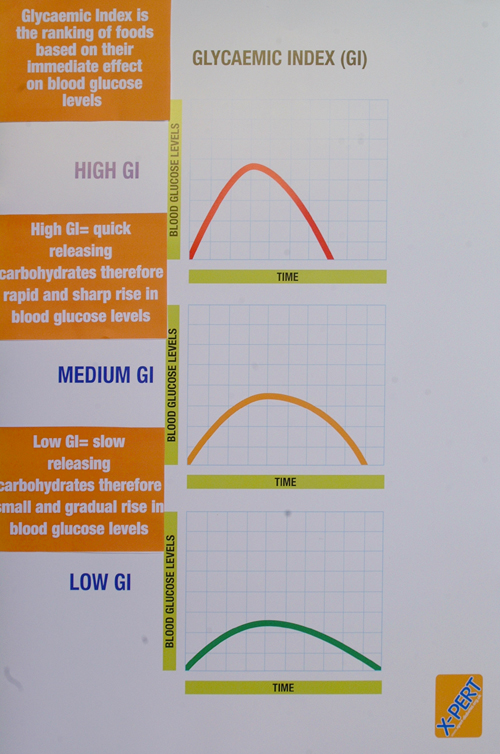 Glycaemic Index is
the ranking of foods
based on their
immediate effect
on blood glucose
levels
GLYCAEMIC INDEX (GI)
HIGH GI
BLOOD GLUCOSE LEVELS
TIME
High GI= quick
releasing
carbohydrates therefore
rapid and sharp rise in
blood glucose levels
MEDIUM GI
BLOOD GLUCOSE LEVELS
TIME
Low GI= slow
releasing
carbohydrates therefore
small and gradual rise in
blood glucose levels
LOW GI
BLOOD GLUCOSE LEVELS
TIME
X-PERT